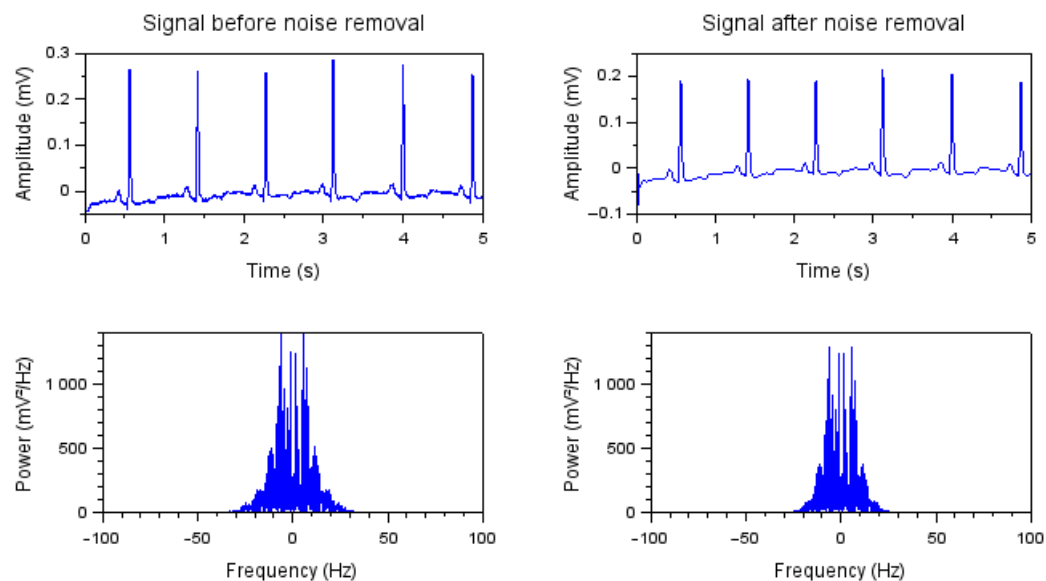 Signal before noise removal
Amplitude (mV)
0.3
0.2
0.1
0
0 1 2 3 4 5
Time (s)
Signal after noise removal
Amplitude (mV)
0.2
0.1
0
−0.1
0 1 2 3 4 5
Time (s)
Power (mV²/Hz)
1 000
500
0
−100 −50 0 50 100
Frequency (Hz)
Power (mV²/Hz)
1 000
500
0
−100 −50 0 50 100
Frequency (Hz)